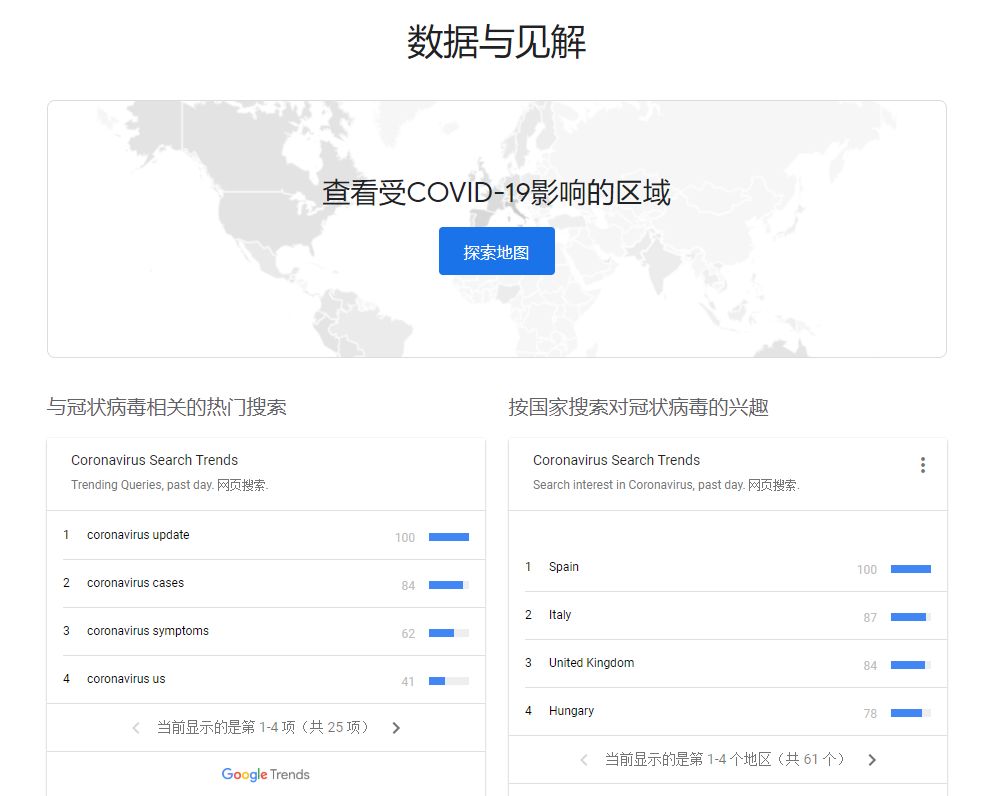 数据与见解
查看受COVID-19影响的区域
探索地图
与冠状病毒相关的热门搜索
Coronavirus Search Trends
Trending Queries, past day. 网页搜索.
1 coronavirus update 100
2 coronavirus cases 84
3 coronavirus symptoms 62
4 coronavirus us 41
当前显示的是第 1-4 项（共 25 项）
Google Trends
按国家搜索对冠状病毒的兴趣
Coronavirus Search Trends
Search interest in Coronavirus, past day. 网页搜索.
1 Spain 100
2 Italy 87
3 United Kingdom 84
4 Hungary 78
当前显示的是第 1-4 个地区（共 61 个）